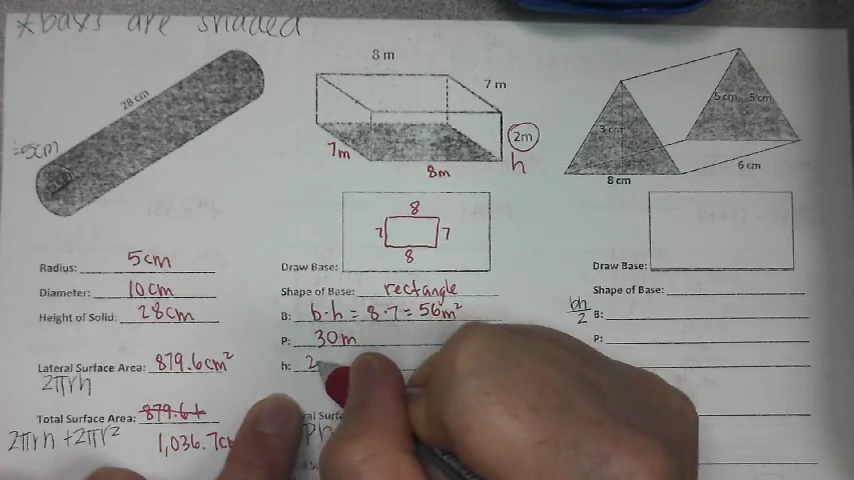 *bases are shaded
28 cm
=5cm
8 m
7 m
2m
h
7m
8m
5 cm
5 cm
3 cm
8 cm
6 cm
Radius: 5cm
Diameter: 10cm
Height of Solid: 28cm
Lateral Surface Area: 879.6cm²
2πrh
Total Surface Area: 879.6+
2πrh + 2πr² 1,036.7c
8
7 7
8
Draw Base:
Shape of Base: rectangle
B: b·h = 8·7 = 56m²
P: 30m
h: 2
Ph
Draw Base:
Shape of Base:
bh/2 B:
P: